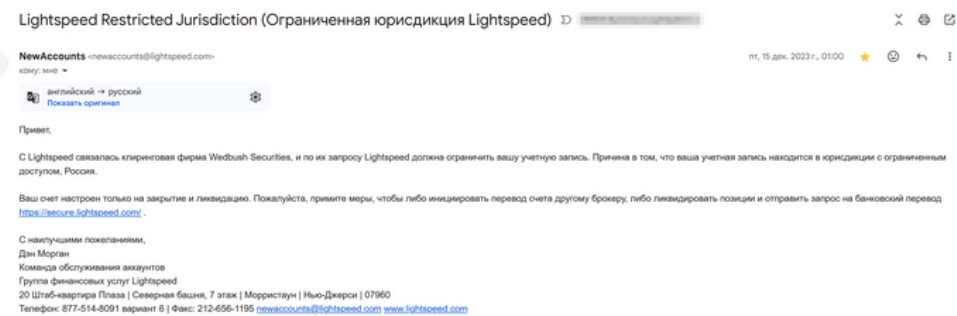 Lightspeed Restricted Jurisdiction (Ограниченная юрисдикция Lightspeed)
NewAccounts <newaccounts@lightspeed.com>
пт, 15 дек. 2023 г., 01:00
кому: мне
английский → русский
Показать оригинал
Привет,
С Lightspeed связалась клиринговая фирма Wedbush Securities, и по их запросу Lightspeed должна ограничить вашу учетную запись. Причина в том, что ваша учетная запись находится в юрисдикции с ограниченным
доступом, Россия.
Ваш счет настроен только на закрытие и ликвидацию. Пожалуйста, примите меры, чтобы либо инициировать перевод счета другому брокеру, либо ликвидировать позиции и отправить запрос на банковский перевод
https://secure.lightspeed.com/ .
С наилучшими пожеланиями,
Дэн Морган
Команда обслуживания аккаунтов
Группа финансовых услуг Lightspeed
20 Штаб-квартира Плаза | Северная башня, 7 этаж | Морристаун | Нью-Джерси | 07960
Телефон: 877-514-8091 вариант 6 | Факс: 212-656-1195 newaccounts@lightspeed.com www.lightspeed.com